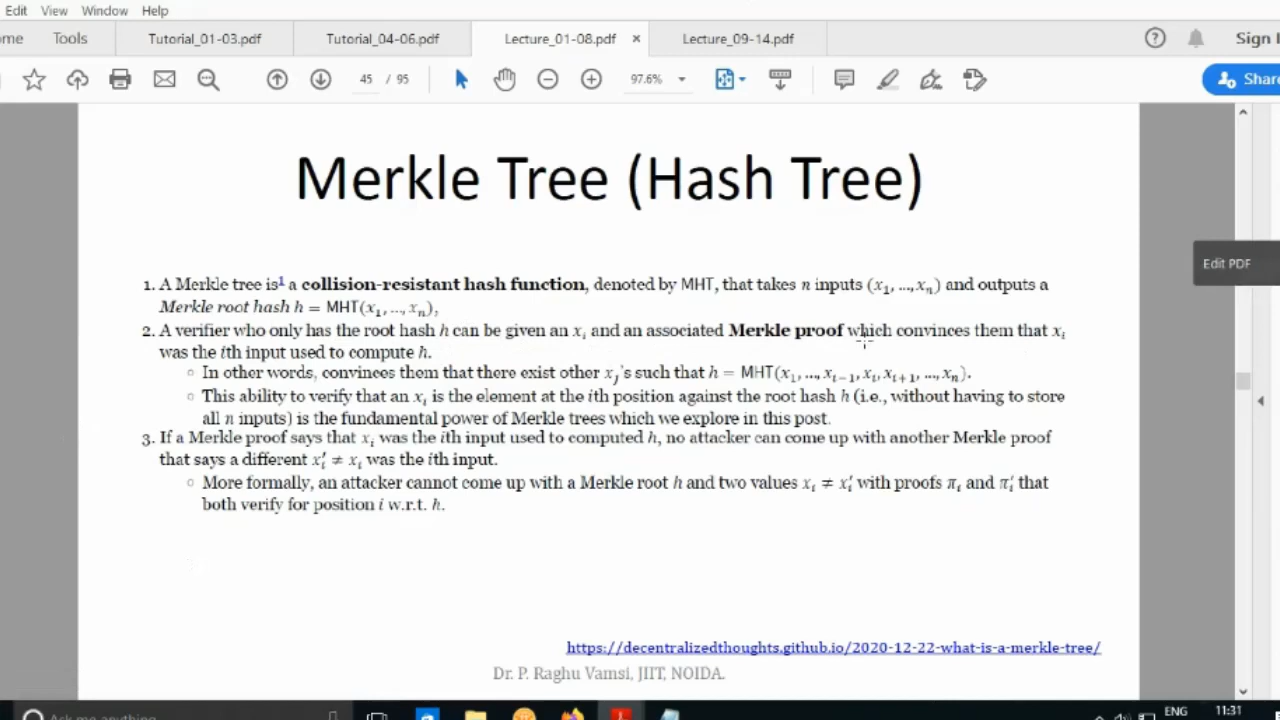 Edit View Window Help
ome Tools Tutorial_01-03.pdf Tutorial_04-06.pdf Lecture_01-08.pdf × Lecture_09-14.pdf Sign I
45 / 95 97.6% Shar
Merkle Tree (Hash Tree)
1. A Merkle tree is¹ a collision-resistant hash function, denoted by MHT, that takes n inputs (x₁, ..., xₙ) and outputs a
Merkle root hash h = MHT(x₁, ..., xₙ),
2. A verifier who only has the root hash h can be given an xᵢ and an associated Merkle proof which convinces them that xᵢ
was the ith input used to compute h.
○ In other words, convinces them that there exist other xⱼ's such that h = MHT(x₁, ..., xᵢ₋₁, xᵢ, xᵢ₊₁, ..., xₙ).
○ This ability to verify that an xᵢ is the element at the ith position against the root hash h (i.e., without having to store
all n inputs) is the fundamental power of Merkle trees which we explore in this post.
3. If a Merkle proof says that xᵢ was the ith input used to computed h, no attacker can come up with another Merkle proof
that says a different xᵢ′ ≠ xᵢ was the ith input.
○ More formally, an attacker cannot come up with a Merkle root h and two values xᵢ ≠ xᵢ′ with proofs πᵢ and πᵢ′ that
both verify for position i w.r.t. h.
Edit PDF
https://decentralizedthoughts.github.io/2020-12-22-what-is-a-merkle-tree/
Dr. P. Raghu Vamsi, JIIT, NOIDA.
Ask me anything ENG 11:31